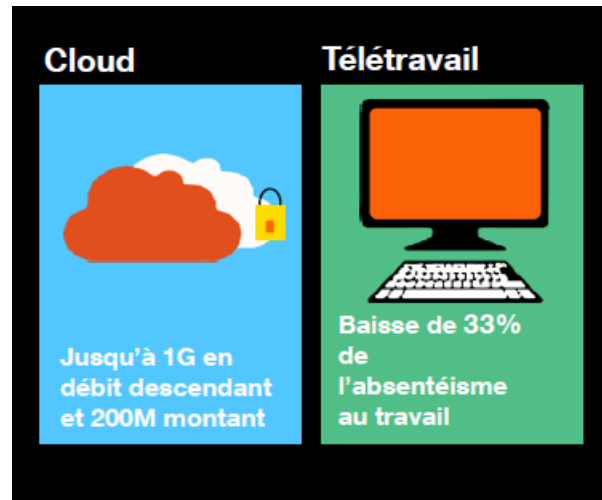 Cloud
Jusqu'à 1G en
débit descendant
et 200M montant
Télétravail
Baisse de 33%
de
l'absentéisme
au travail